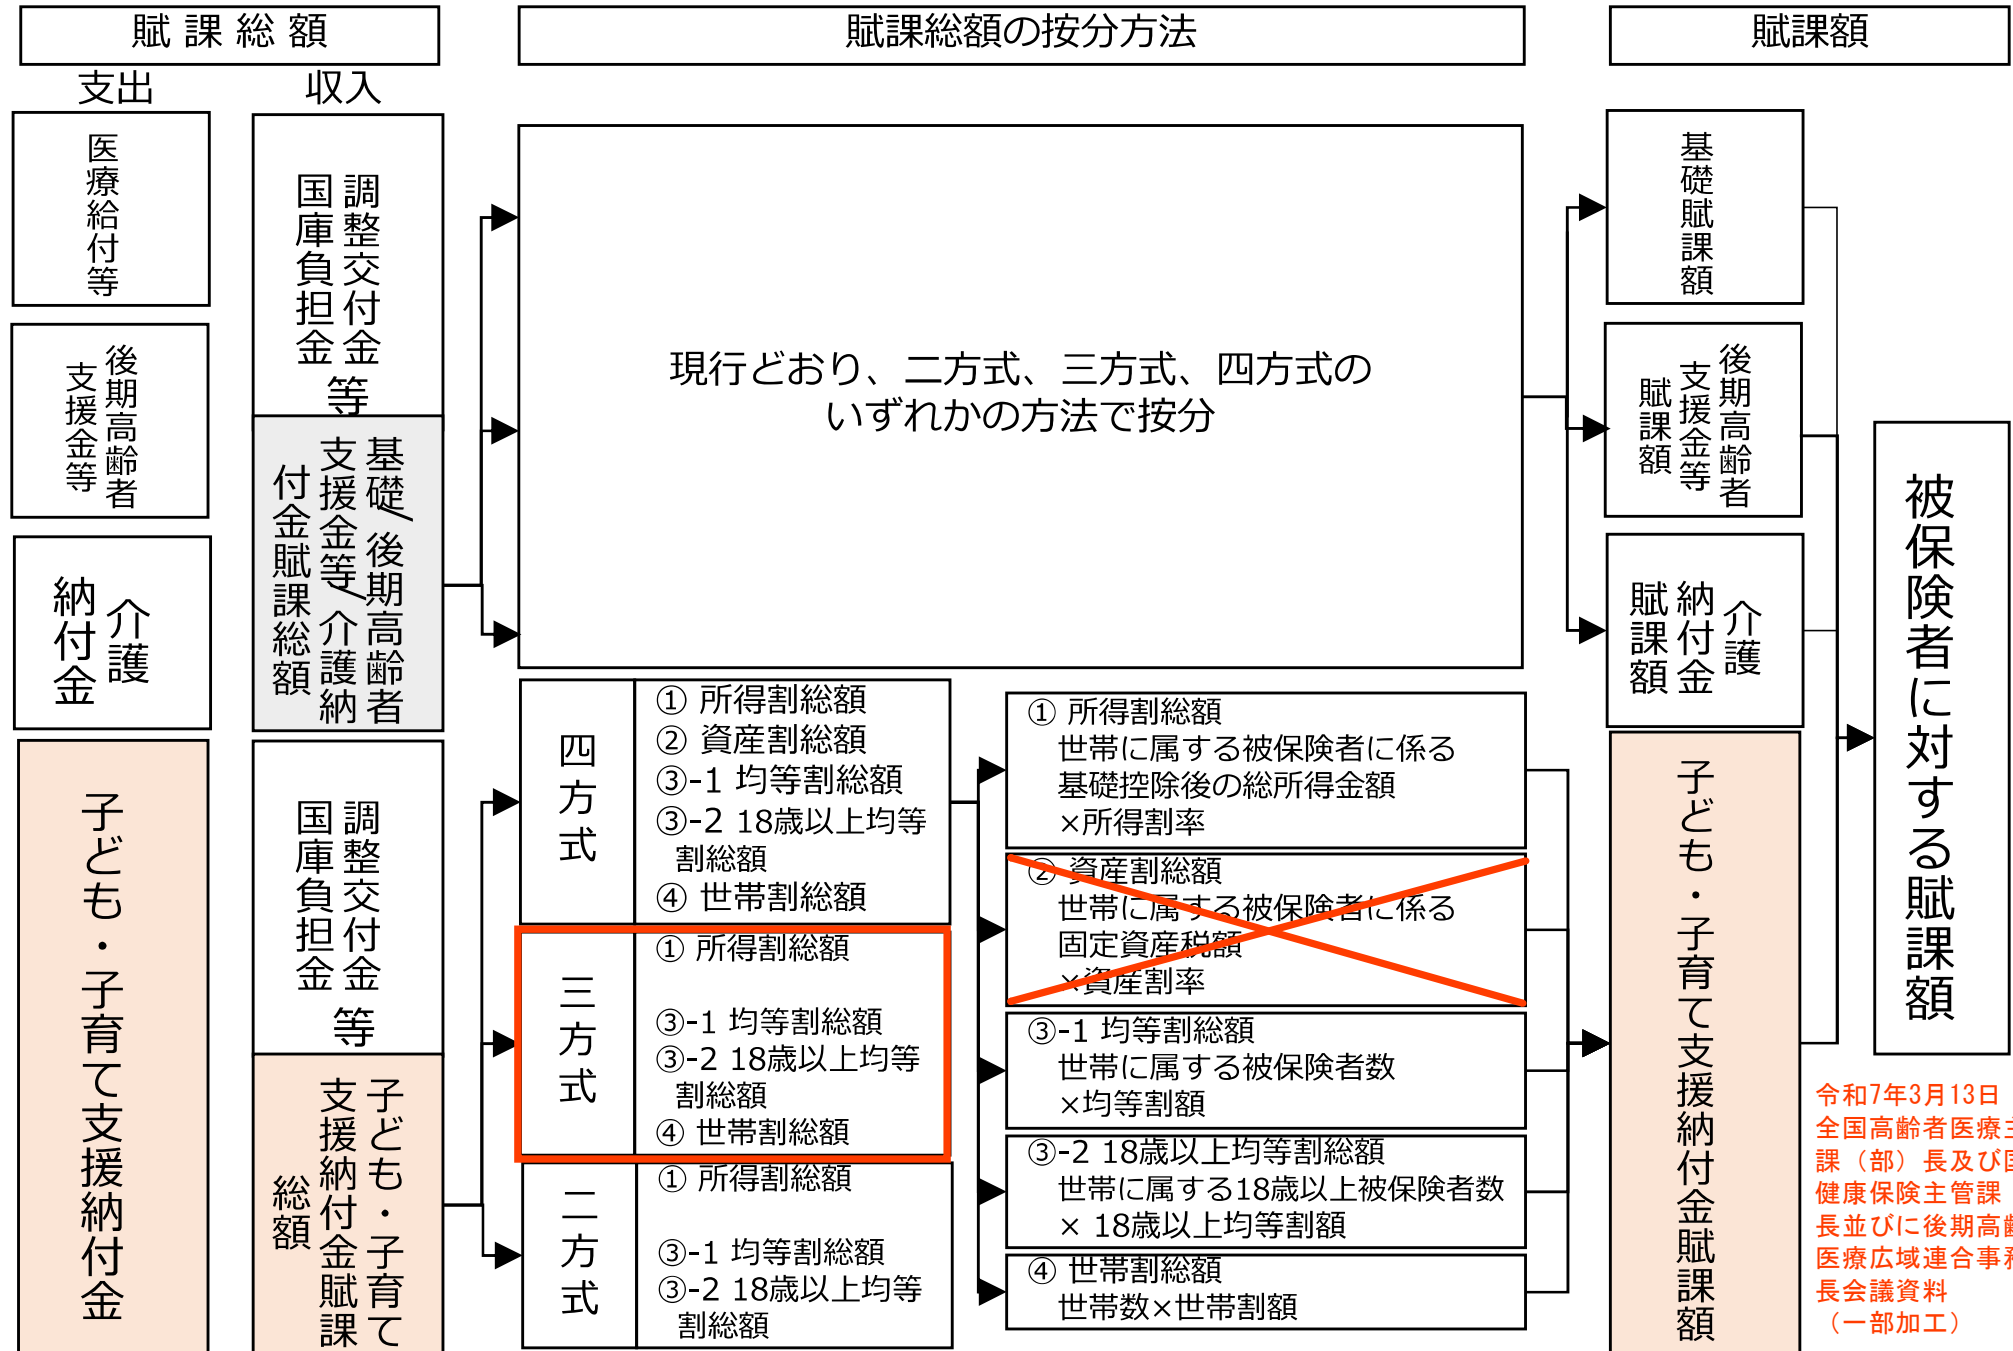 賦課総額
賦課総額の按分方法
賦課額
支出
収入
医療給付等
後期高齢者
支援金等
介護
納付金
子ども・子育て支援納付金
調整交付金
国庫負担金
等
基礎/後期高齢者
支援金等/介護納
付金賦課総額
調整交付金
国庫負担金
等
子ども・子育て
支援納付金賦課
総額
現行どおり、二方式、三方式、四方式の
いずれかの方法で按分
四方式
① 所得割総額
② 資産割総額
③-1 均等割総額
③-2 18歳以上均等
割総額
④ 世帯割総額
三方式
① 所得割総額
③-1 均等割総額
③-2 18歳以上均等
割総額
④ 世帯割総額
二方式
① 所得割総額
③-1 均等割総額
③-2 18歳以上均等
割総額
① 所得割総額
世帯に属する被保険者に係る
基礎控除後の総所得金額
×所得割率
② 資産割総額
世帯に属する被保険者に係る
固定資産税額
×資産割率
③-1 均等割総額
世帯に属する被保険者数
×均等割額
③-2 18歳以上均等割総額
世帯に属する18歳以上被保険者数
× 18歳以上均等割額
④ 世帯割総額
世帯数×世帯割額
基礎賦課額
後期高齢者
支援金等
賦課額
介護
納付金
賦課額
子ども・子育て支援納付金賦課額
被保険者に対する賦課額
令和7年3月13日
全国高齢者医療
課（部）長及び
健康保険主管課
長並びに後期高
医療広域連合事
長会議資料
（一部加工）